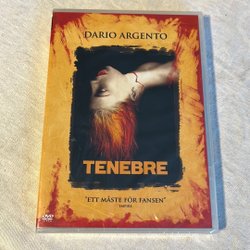 DARIO ARGENTO
TENEBRE
"ETT MÅSTE FÖR FANSEN"
DVD